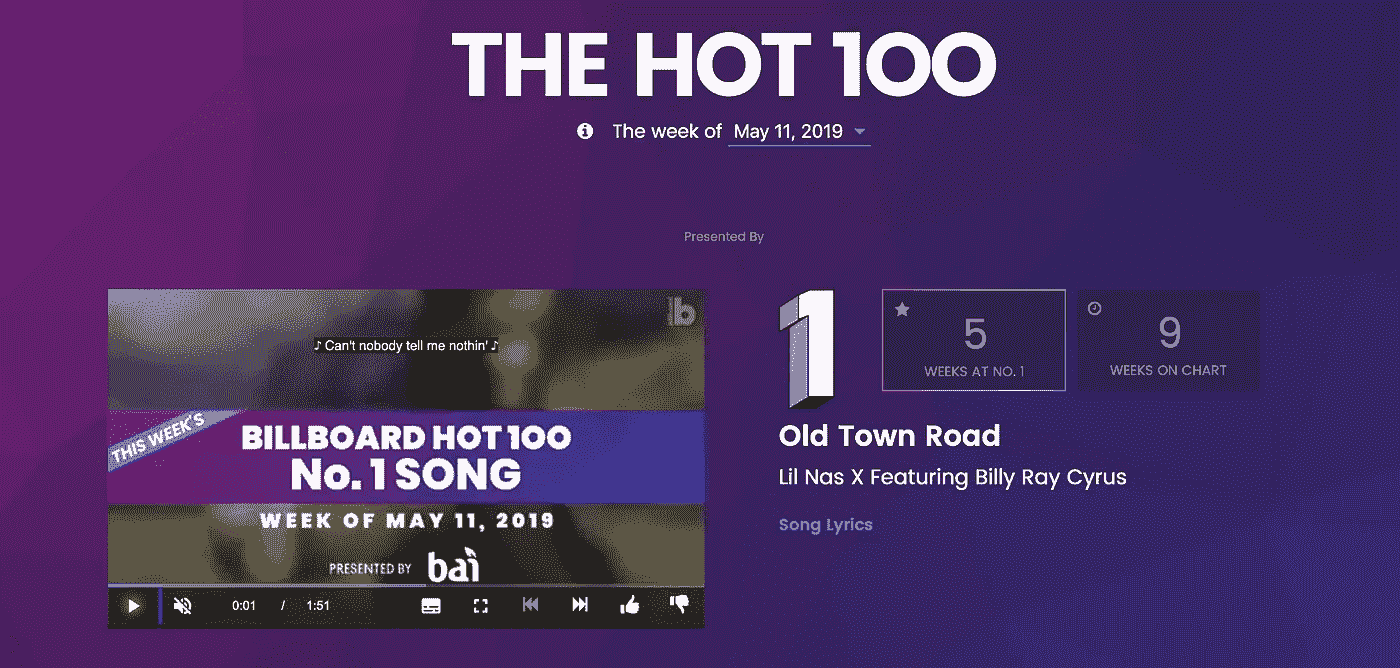 THE HOT 100
The week of May 11, 2019
Presented By
b
♪ Can't nobody tell me nothin' ♪
THIS WEEK'S
BILLBOARD HOT 100
No. 1 SONG
WEEK OF MAY 11, 2019
PRESENTED BY bai
0:01 / 1:51
1
5
WEEKS AT NO. 1
9
WEEKS ON CHART
Old Town Road
Lil Nas X Featuring Billy Ray Cyrus
Song Lyrics